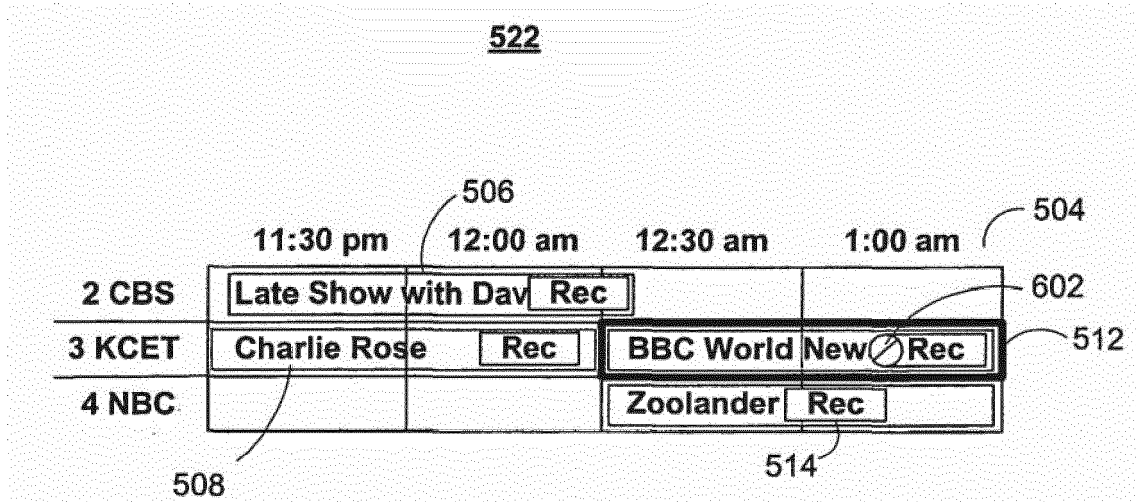 522
506
504
11:30 pm 12:00 am 12:30 am 1:00 am
602
2 CBS Late Show with Dav Rec
3 KCET Charlie Rose Rec BBC World New Rec 512
4 NBC Zoolander Rec
508 514